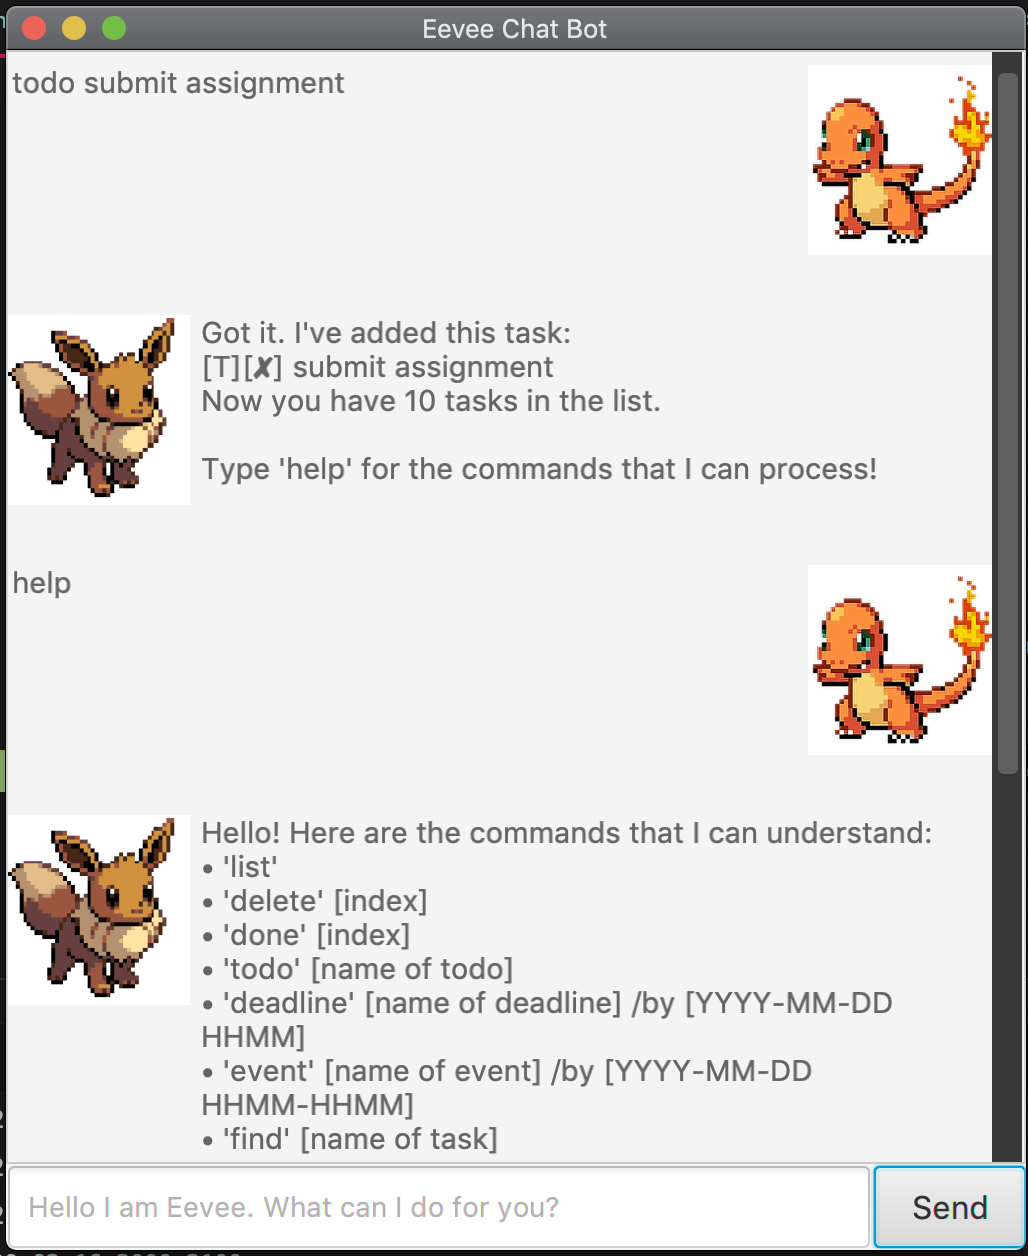 Eevee Chat Bot
todo submit assignment
Got it. I've added this task:
[T][✘] submit assignment
Now you have 10 tasks in the list.
Type 'help' for the commands that I can process!
help
Hello! Here are the commands that I can understand:
• 'list'
• 'delete' [index]
• 'done' [index]
• 'todo' [name of todo]
• 'deadline' [name of deadline] /by [YYYY-MM-DD
HHMM]
• 'event' [name of event] /by [YYYY-MM-DD
HHMM-HHMM]
• 'find' [name of task]
Hello I am Eevee. What can I do for you?
Send